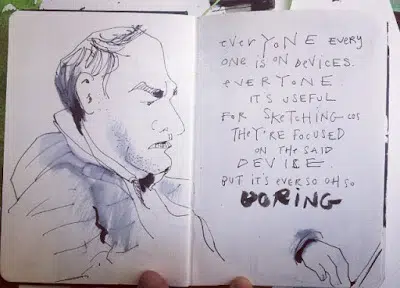 everYoNE EVERY
ONE IS ON DEVICES.
eVERYONE.
IT'S USEFUL
FOR SKETCHING COS
THEY'RE FOCUSED
ON THE SAID
DEVICE.
BUT IT'S EVER SO OH SO
BORING